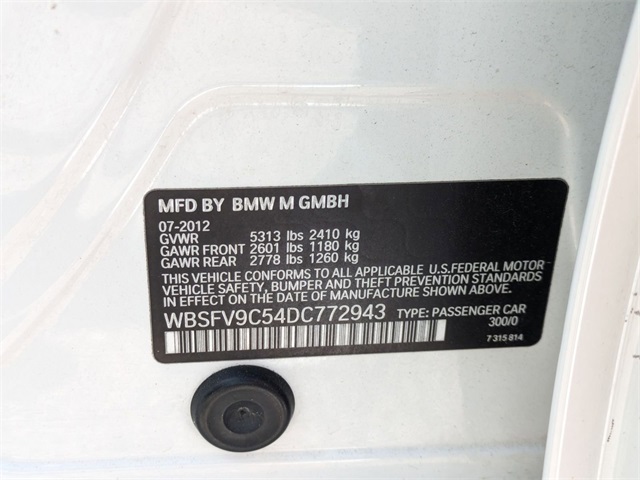 MFD BY BMW M GMBH
07-2012
GVWR 5313 lbs 2410 kg
GAWR FRONT 2601 lbs 1180 kg
GAWR REAR 2778 lbs 1260 kg
THIS VEHICLE CONFORMS TO ALL APPLICABLE U.S.FEDERAL MOTOR
VEHICLE SAFETY, BUMPER AND THEFT PREVENTION STANDARDS
IN EFFECT ON THE DATE OF MANUFACTURE SHOWN ABOVE.
WBSFV9C54DC772943 TYPE: PASSENGER CAR
300/0
7 315 814